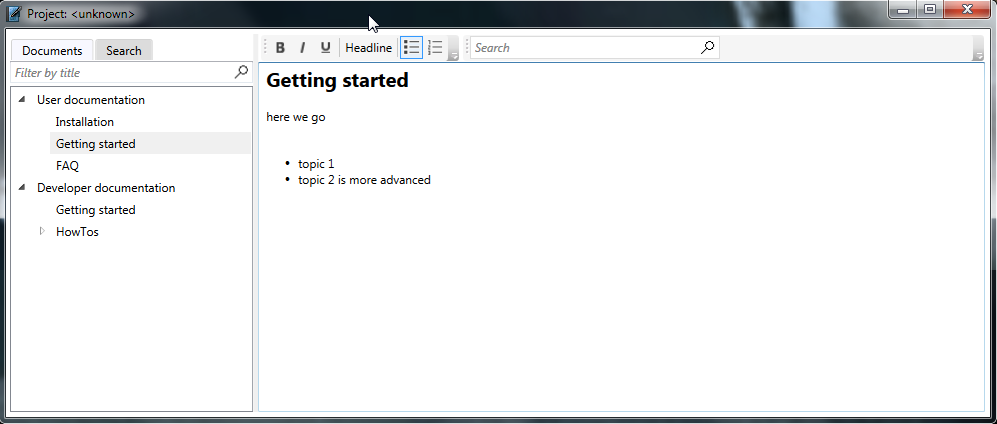 Project: <unknown>
Documents Search
Filter by title
User documentation
Installation
Getting started
FAQ
Developer documentation
Getting started
HowTos
B I U Headline Search
Getting started
here we go
• topic 1
• topic 2 is more advanced